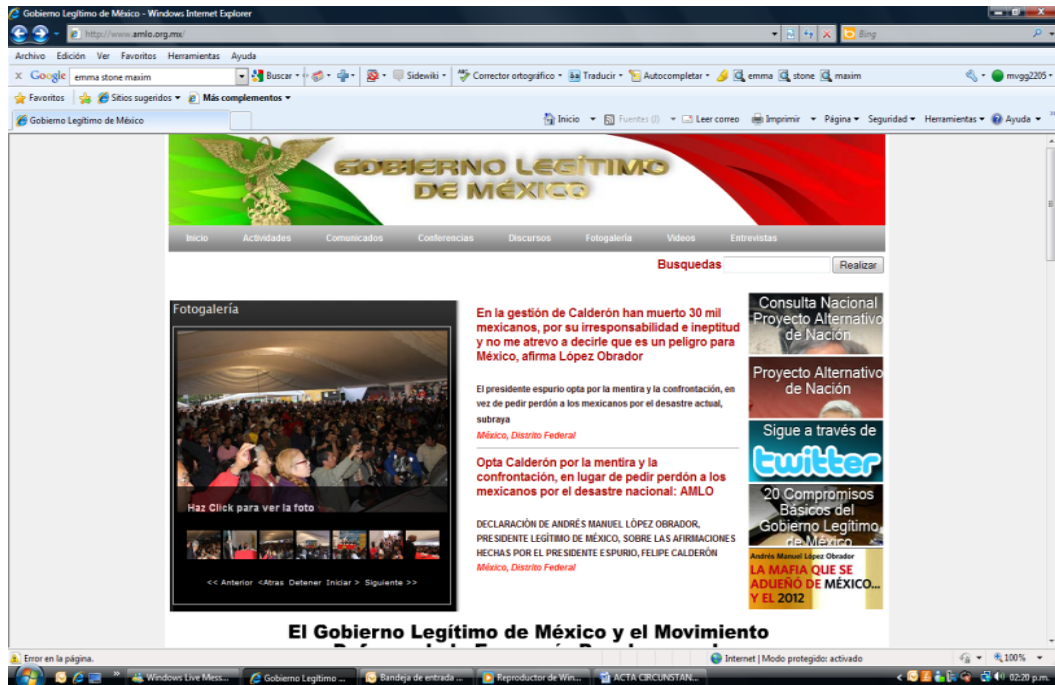 Gobierno Legítimo de México - Windows Internet Explorer
http://www.amlo.org.mx/
Bing
Archivo Edición Ver Favoritos Herramientas Ayuda
x Google emma stone maxim Buscar Sidewiki Corrector ortográfico Traducir Autocompletar emma stone maxim mvgg2205
Favoritos Sitios sugeridos Más complementos
Gobierno Legítimo de México
Inicio Fuentes (I) Leer correo Imprimir Página Seguridad Herramientas Ayuda
GOBIERNO LEGÍTIMO
DE MÉXICO
Inicio Actividades Comunicados Conferencias Discursos Fotogalería Videos Entrevistas
Busquedas Realizar
Fotogalería
Haz Click para ver la foto
<< Anterior <Atras Detener Iniciar > Siguiente >>
En la gestión de Calderón han muerto 30 mil
mexicanos, por su irresponsabilidad e ineptitud
y no me atrevo a decirle que es un peligro para
México, afirma López Obrador
El presidente espurio opta por la mentira y la confrontación, en
vez de pedir perdón a los mexicanos por el desastre actual,
subraya
México, Distrito Federal
Opta Calderón por la mentira y la
confrontación, en lugar de pedir perdón a los
mexicanos por el desastre nacional: AMLO
DECLARACIÓN DE ANDRÉS MANUEL LÓPEZ OBRADOR,
PRESIDENTE LEGÍTIMO DE MÉXICO, SOBRE LAS AFIRMACIONES
HECHAS POR EL PRESIDENTE ESPURIO, FELIPE CALDERÓN
México, Distrito Federal
Consulta Nacional
Proyecto Alternativo
de Nación
Proyecto Alternativo
de Nación
Sigue a través de
twitter
20 Compromisos
Básicos del
Gobierno Legítimo
de México
Andrés Manuel López Obrador
LA MAFIA QUE SE
ADUEÑÓ DE MÉXICO...
Y EL 2012
El Gobierno Legítimo de México y el Movimiento
Error en la página.
Internet | Modo protegido: activado
100%
Windows Live Mess... Gobierno Legítimo ... Bandeja de entrada ... Reproductor de Win... ACTA CIRCUNSTAN...
02:20 p.m.